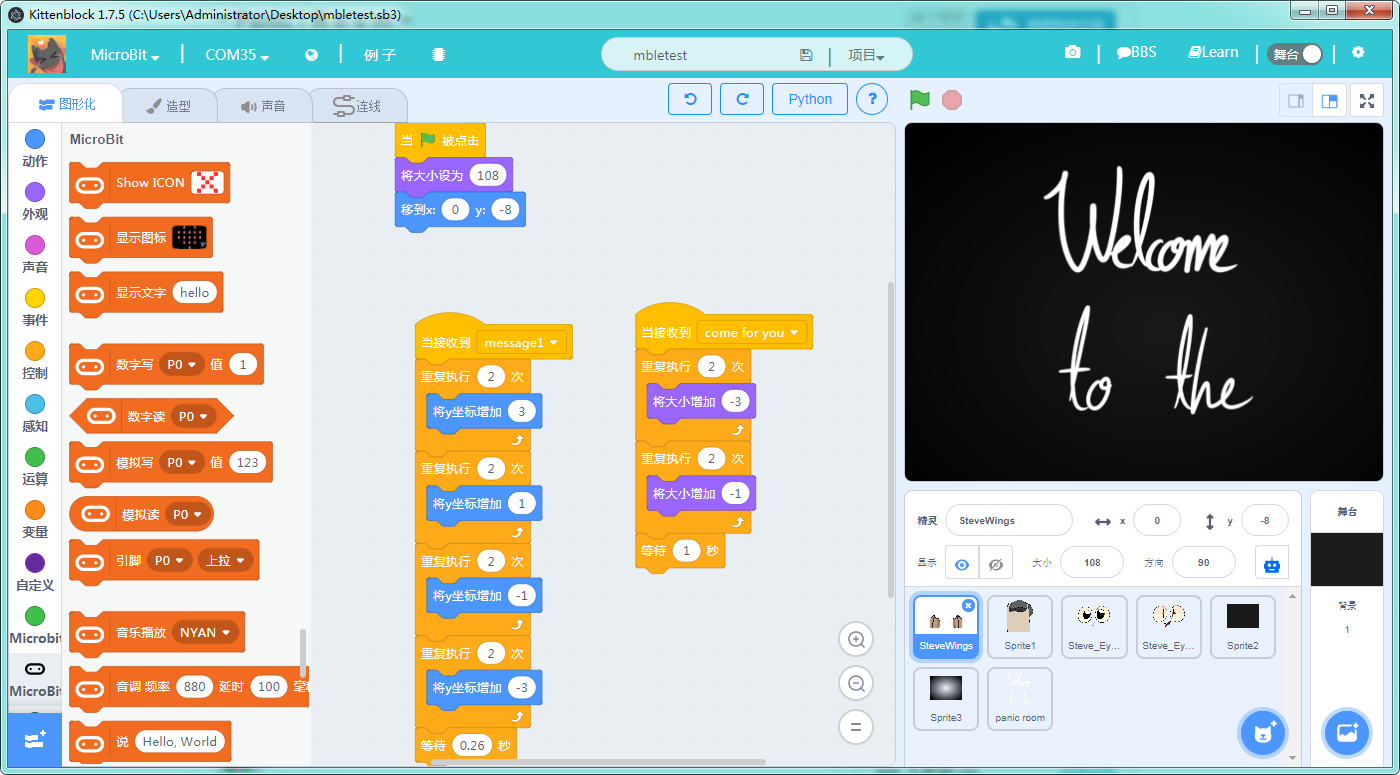 Kittenblock 1.7.5 (C:\Users\Administrator\Desktop\mbletest.sb3)
MicroBit
COM35
例子
mbletest
项目
BBS
Learn
舞台
图形化
造型
声音
连线
Python
?
动作
外观
声音
事件
控制
感知
运算
变量
自定义
Microbit
MicroBit
MicroBit
Show ICON
显示图标
显示文字 hello
数字写 P0 值 1
数字读 P0
模拟写 P0 值 123
模拟读 P0
引脚 P0 上拉
音乐播放 NYAN
音调 频率 880 延时 100 毫秒
说 Hello, World
当 被点击
将大小设为 108
移到x: 0 y: -8
当接收到 message1
重复执行 2 次
将y坐标增加 3
重复执行 2 次
将y坐标增加 1
重复执行 2 次
将y坐标增加 -1
重复执行 2 次
将y坐标增加 -3
等待 0.26 秒
当接收到 come for you
重复执行 2 次
将大小增加 -3
重复执行 2 次
将大小增加 -1
等待 1 秒
Welcome
to the
精灵 SteveWings x 0 y -8
显示 大小 108 方向 90
SteveWings
Sprite1
Steve_Ey...
Steve_Ey...
Sprite2
Sprite3
panic room
舞台
背景
1